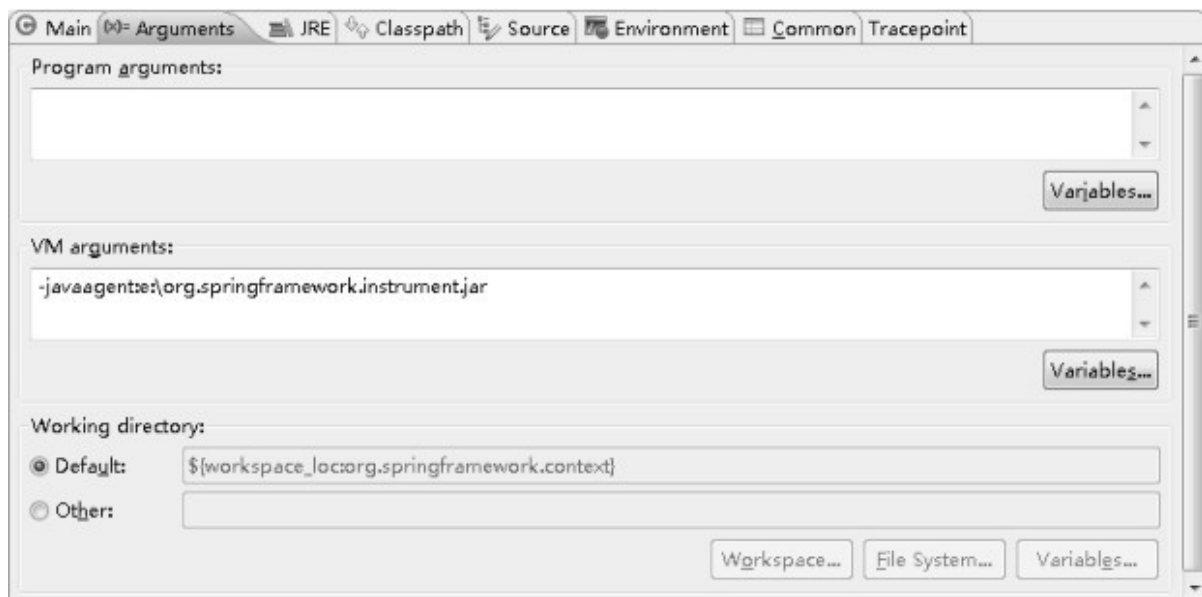 Main Arguments JRE Classpath Source Environment Common Tracepoint
Program arguments:
Variables...
VM arguments:
-javaagent:e:\org.springframework.instrument.jar
Variables...
Working directory:
Default: ${workspace_loc:org.springframework.context}
Other:
Workspace... File System... Variables...